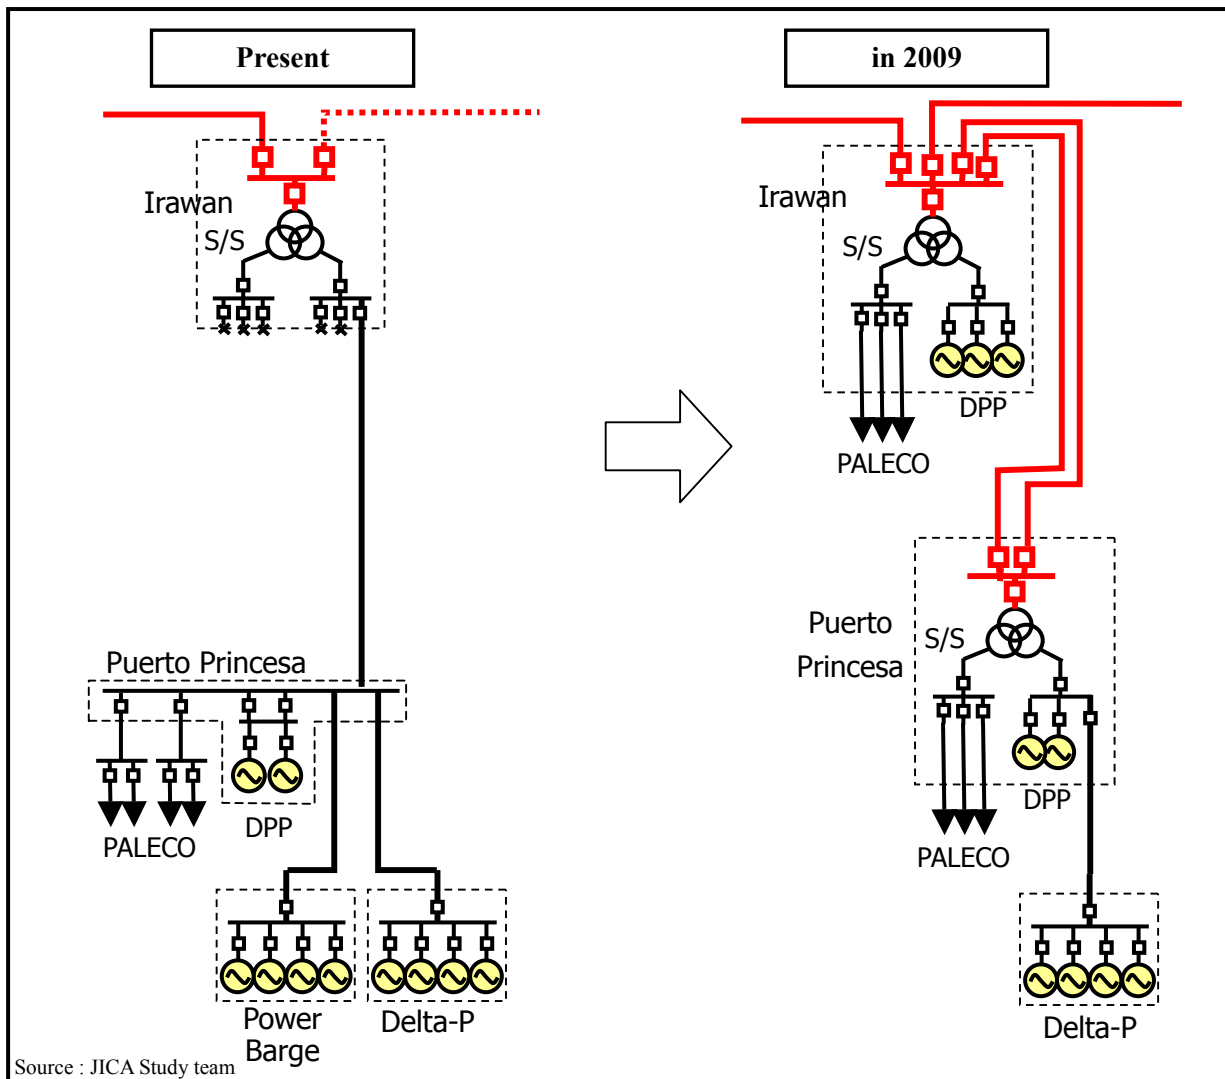 Present
in 2009
Irawan
S/S
Irawan
S/S
DPP
PALECO
Puerto Princesa
DPP
PALECO
Puerto
Princesa
S/S
DPP
PALECO
Power
Barge
Delta-P
Delta-P
Source : JICA Study team